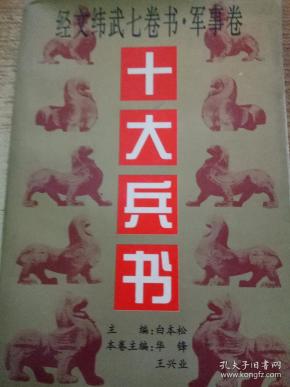 经文纬武七卷书·军事卷
十大兵书
主 编:白本松
本卷主编:华 锋
王兴业
孔夫子旧书网